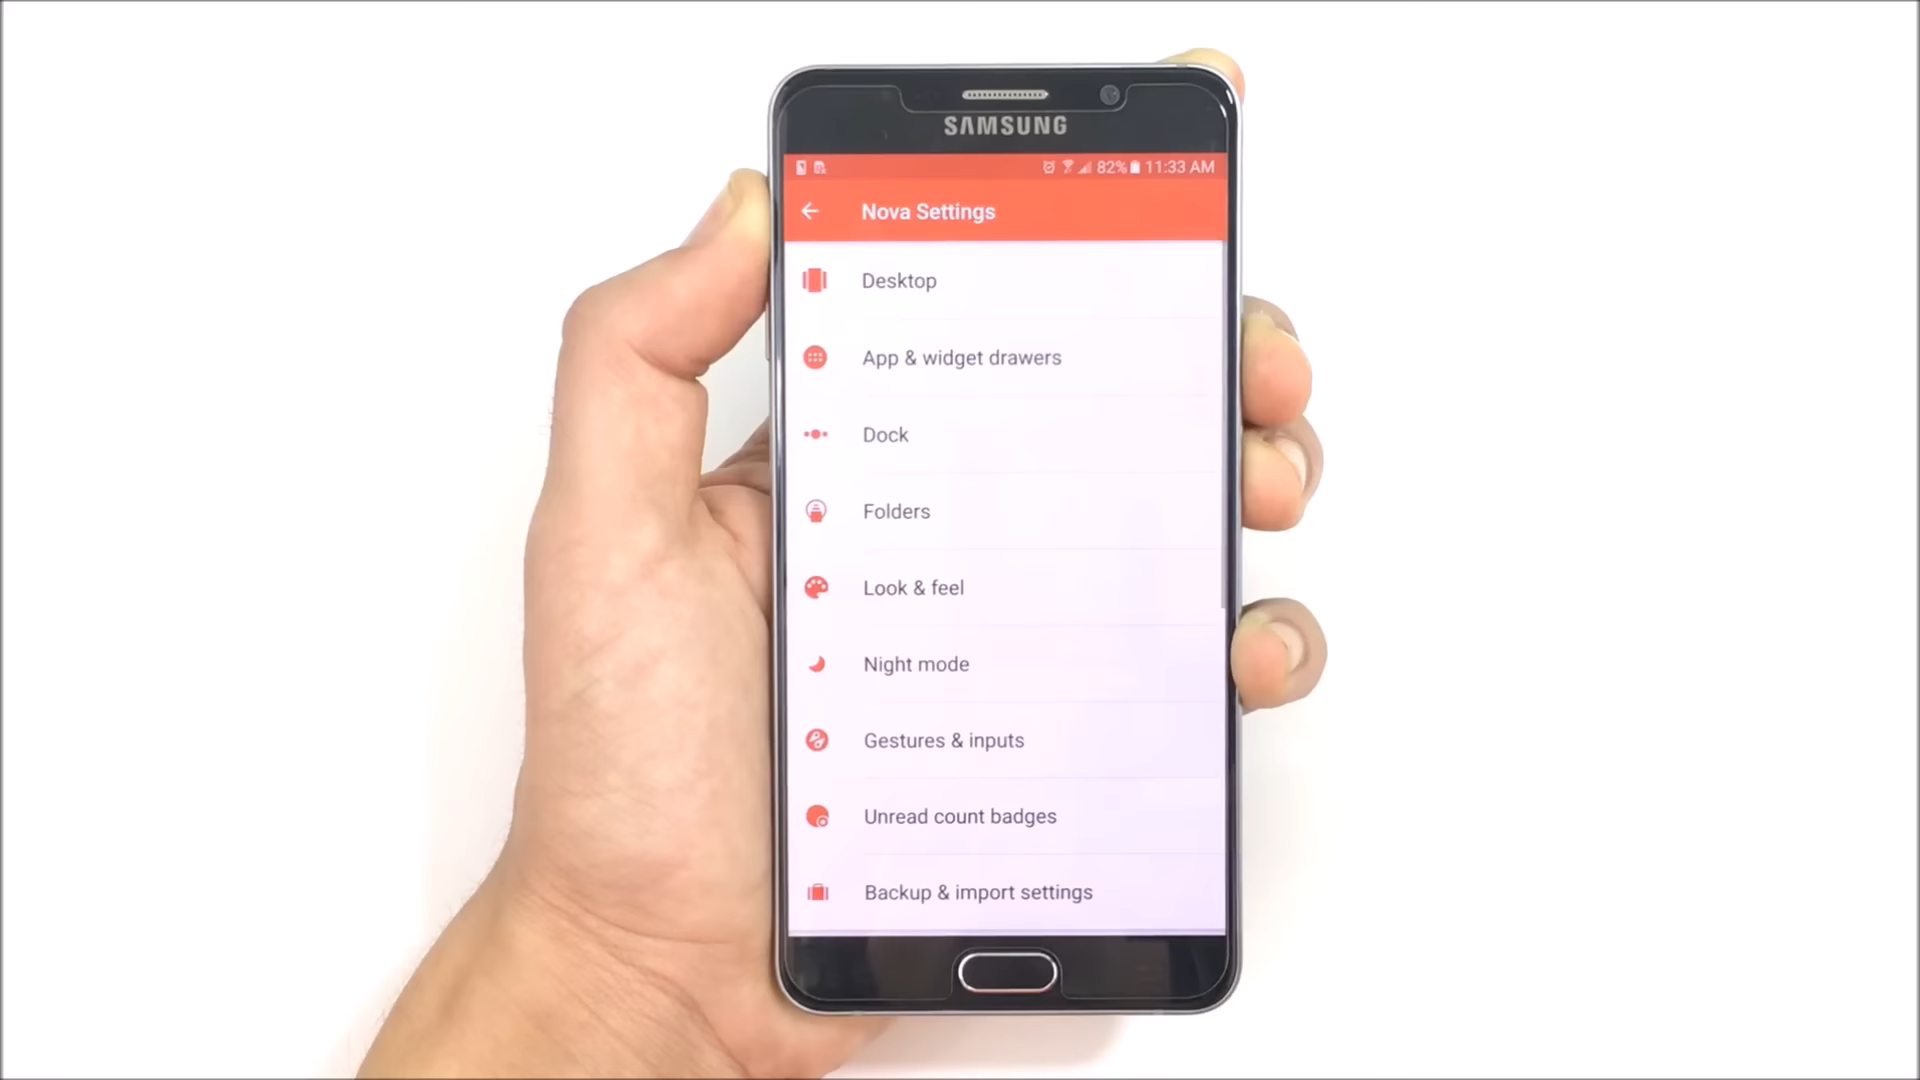 SAMSUNG
82% 11:33 AM
Nova Settings
Desktop
App & widget drawers
Dock
Folders
Look & feel
Night mode
Gestures & inputs
Unread count badges
Backup & import settings